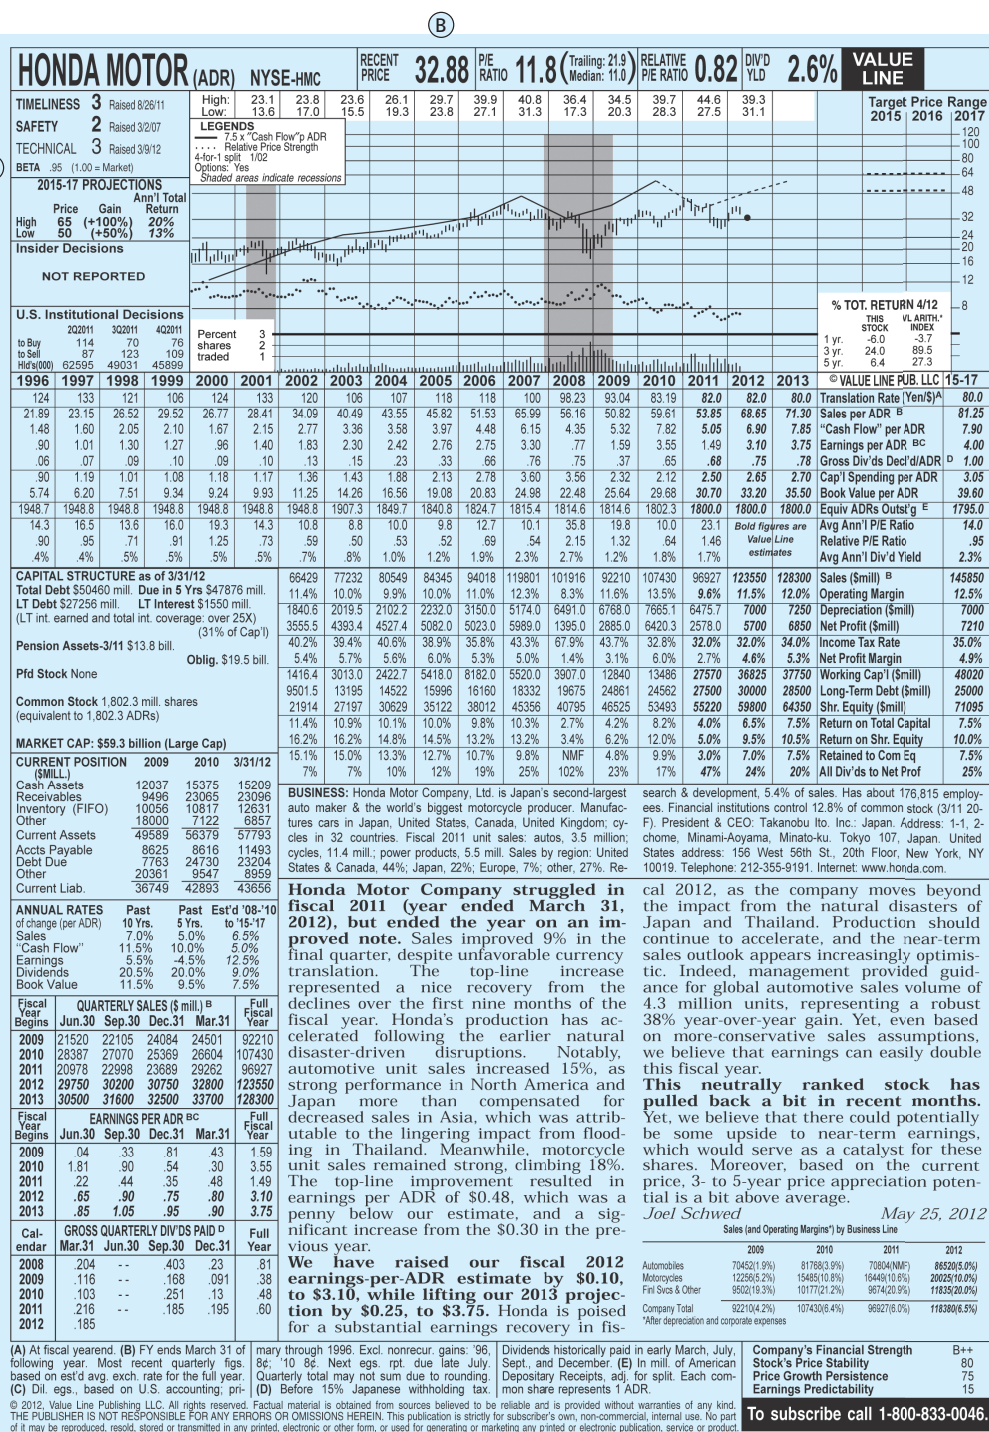 B
HONDA MOTOR (ADR) NYSE-HMC
RECENT PRICE 32.88
P/E RATIO 11.8 (Trailing: 21.9 Median: 11.0)
RELATIVE P/E RATIO 0.82
DIV'D YLD 2.6%
VALUE LINE
TIMELINESS 3 Raised 8/26/11
SAFETY 2 Raised 3/2/07
TECHNICAL 3 Raised 3/9/12
BETA .95 (1.00 = Market)
2015-17 PROJECTIONS
Ann'l Total
Price Gain Return
High 65 (+100%) 20%
Low 50 (+50%) 13%
Insider Decisions
NOT REPORTED
U.S. Institutional Decisions
2Q2011 3Q2011 4Q2011
to Buy 114 70 76
to Sell 87 123 109
Hld's(000) 62595 49031 45899
High: 23.1 23.8 23.6 26.1 29.7 39.9 40.8 36.4 34.5 39.7 44.6 39.3
Low: 13.6 17.0 15.5 19.3 23.8 27.1 31.3 17.3 20.3 28.3 27.5 31.1
LEGENDS
7.5 x "Cash Flow"p ADR
Relative Price Strength
4-for-1 split 1/02
Options: Yes
Shaded areas indicate recessions
Target Price Range
2015 2016 2017
120
100
80
64
48
32
24
20
16
12
8
Percent 3
shares 2
traded 1
% TOT. RETURN 4/12
THIS VL ARITH.*
STOCK INDEX
1 yr. -6.0 -3.7
3 yr. 24.0 89.5
5 yr. 6.4 27.3
1996 1997 1998 1999 2000 2001 2002 2003 2004 2005 2006 2007 2008 2009 2010 2011 2012 2013 © VALUE LINE PUB. LLC 15-17
124 133 121 106 124 133 120 106 107 118 118 100 98.23 93.04 83.19 82.0 82.0 80.0 Translation Rate (Yen/$)A 80.0
21.89 23.15 26.52 29.52 26.77 28.41 34.09 40.49 43.55 45.82 51.53 65.99 56.16 50.82 59.61 53.85 68.65 71.30 Sales per ADR B 81.25
1.48 1.60 2.05 2.10 1.67 2.15 2.77 3.36 3.58 3.97 4.48 6.15 4.35 5.32 7.82 5.05 6.90 7.85 "Cash Flow" per ADR 7.90
.90 1.01 1.30 1.27 .96 1.40 1.83 2.30 2.42 2.76 2.75 3.30 .77 1.59 3.55 1.49 3.10 3.75 Earnings per ADR BC 4.00
.06 .07 .09 .10 .09 .10 .13 .15 .23 .33 .66 .76 .75 .37 .65 .68 .75 .78 Gross Div'ds Decl'd/ADR D 1.00
.90 1.19 1.01 1.08 1.18 1.17 1.36 1.43 1.88 2.13 2.78 3.60 3.56 2.32 2.12 2.50 2.65 2.70 Cap'l Spending per ADR 3.05
5.74 6.20 7.51 9.34 9.24 9.93 11.25 14.26 16.56 19.08 20.83 24.98 22.48 25.64 29.68 30.70 33.20 35.50 Book Value per ADR 39.60
1948.7 1948.8 1948.8 1948.8 1948.8 1948.8 1948.8 1907.3 1849.7 1840.8 1824.7 1815.4 1814.6 1814.6 1802.3 1800.0 1800.0 1800.0 Equiv ADRs Outst'g E 1795.0
14.3 16.5 13.6 16.0 19.3 14.3 10.8 8.8 10.0 9.8 12.7 10.1 35.8 19.8 10.0 23.1 Bold figures are Avg Ann'l P/E Ratio 14.0
.90 .95 .71 .91 1.25 .73 .59 .50 .53 .52 .69 .54 2.15 1.32 .64 1.46 Value Line Relative P/E Ratio .95
.4% .4% .5% .5% .5% .5% .7% .8% 1.0% 1.2% 1.9% 2.3% 2.7% 1.2% 1.8% 1.7% estimates Avg Ann'l Div'd Yield 2.3%
CAPITAL STRUCTURE as of 3/31/12
Total Debt $50460 mill. Due in 5 Yrs $47876 mill.
LT Debt $27256 mill. LT Interest $1550 mill.
(LT int. earned and total int. coverage: over 25X)
(31% of Cap'l)
Pension Assets-3/11 $13.8 bill.
Oblig. $19.5 bill.
Pfd Stock None
Common Stock 1,802.3 mill. shares
(equivalent to 1,802.3 ADRs)
MARKET CAP: $59.3 billion (Large Cap)
66429 77232 80549 84345 94018 119801 101916 92210 107430 96927 123550 128300 Sales ($mill) B 145850
11.4% 10.0% 9.9% 10.0% 11.0% 12.3% 8.3% 11.6% 13.5% 9.6% 11.5% 12.0% Operating Margin 12.5%
1840.6 2019.5 2102.2 2232.0 3150.0 5174.0 6491.0 6768.0 7665.1 6475.7 7000 7250 Depreciation ($mill) 7000
3555.5 4393.4 4527.4 5082.0 5023.0 5989.0 1395.0 2885.0 6420.3 2578.0 5700 6850 Net Profit ($mill) 7210
40.2% 39.4% 40.6% 38.9% 35.8% 43.3% 67.9% 43.7% 32.8% 32.0% 32.0% 34.0% Income Tax Rate 35.0%
5.4% 5.7% 5.6% 6.0% 5.3% 5.0% 1.4% 3.1% 6.0% 2.7% 4.6% 5.3% Net Profit Margin 4.9%
1416.4 3013.0 2422.7 5418.0 8182.0 5520.0 3907.0 12840 13486 27570 36825 37750 Working Cap'l ($mill) 48020
9501.5 13195 14522 15996 16160 18332 19675 24861 24562 27500 30000 28500 Long-Term Debt ($mill) 25000
21914 27197 30629 35122 38012 45356 40795 46525 53493 55220 59800 64350 Shr. Equity ($mill) 71095
11.4% 10.9% 10.1% 10.0% 9.8% 10.3% 2.7% 4.2% 8.2% 4.0% 6.5% 7.5% Return on Total Capital 7.5%
16.2% 16.2% 14.8% 14.5% 13.2% 13.2% 3.4% 6.2% 12.0% 5.0% 9.5% 10.5% Return on Shr. Equity 10.0%
15.1% 15.0% 13.3% 12.7% 10.7% 9.8% NMF 4.8% 9.9% 3.0% 7.0% 7.5% Retained to Com Eq 7.5%
7% 7% 10% 12% 19% 25% 102% 23% 17% 47% 24% 20% All Div'ds to Net Prof 25%
CURRENT POSITION 2009 2010 3/31/12
($MILL.)
Cash Assets 12037 15375 15209
Receivables 9496 23065 23096
Inventory (FIFO) 10056 10817 12631
Other 18000 7122 6857
Current Assets 49589 56379 57793
Accts Payable 8625 8616 11493
Debt Due 7763 24730 23204
Other 20361 9547 8959
Current Liab. 36749 42893 43656
ANNUAL RATES Past Past Est'd '08-'10
of change (per ADR) 10 Yrs. 5 Yrs. to '15-'17
Sales 7.0% 5.0% 6.5%
"Cash Flow" 11.5% 10.0% 5.0%
Earnings 5.5% -4.5% 12.5%
Dividends 20.5% 20.0% 9.0%
Book Value 11.5% 9.5% 7.5%
Fiscal Year Begins QUARTERLY SALES ($ mill.) B Full Fiscal Year
Jun.30 Sep.30 Dec.31 Mar.31
2009 21520 22105 24084 24501 92210
2010 28387 27070 25369 26604 107430
2011 20978 22998 23689 29262 96927
2012 29750 30200 30750 32800 123550
2013 30500 31600 32500 33700 128300
Fiscal Year Begins EARNINGS PER ADR BC Full Fiscal Year
Jun.30 Sep.30 Dec.31 Mar.31
2009 .04 .33 .81 .43 1.59
2010 1.81 .90 .54 .30 3.55
2011 .22 .44 .35 .48 1.49
2012 .65 .90 .75 .80 3.10
2013 .85 1.05 .95 .90 3.75
Calendar GROSS QUARTERLY DIV'DS PAID D Full Year
Mar.31 Jun.30 Sep.30 Dec.31
2008 .204 -- .403 .23 .81
2009 .116 -- .168 .091 .38
2010 .103 -- .251 .13 .48
2011 .216 -- .185 .195 .60
2012 .185
BUSINESS: Honda Motor Company, Ltd. is Japan's second-largest
auto maker & the world's biggest motorcycle producer. Manufac-
tures cars in Japan, United States, Canada, United Kingdom; cy-
cles in 32 countries. Fiscal 2011 unit sales: autos, 3.5 million;
cycles, 11.4 mill.; power products, 5.5 mill. Sales by region: United
States & Canada, 44%; Japan, 22%; Europe, 7%; other, 27%. Re-
search & development, 5.4% of sales. Has about 176,815 employ-
ees. Financial institutions control 12.8% of common stock (3/11 20-
F). President & CEO: Takanobu Ito. Inc.: Japan. Address: 1-1, 2-
chome, Minami-Aoyama, Minato-ku. Tokyo 107, Japan. United
States address: 156 West 56th St., 20th Floor, New York, NY
10019. Telephone: 212-355-9191. Internet: www.honda.com.
Honda Motor Company struggled in
fiscal 2011 (year ended March 31,
2012), but ended the year on an im-
proved note. Sales improved 9% in the
final quarter, despite unfavorable currency
translation. The top-line increase
represented a nice recovery from the
declines over the first nine months of the
fiscal year. Honda's production has ac-
celerated following the earlier natural
disaster-driven disruptions. Notably,
automotive unit sales increased 15%, as
strong performance in North America and
Japan more than compensated for
decreased sales in Asia, which was attrib-
utable to the lingering impact from flood-
ing in Thailand. Meanwhile, motorcycle
unit sales remained strong, climbing 18%.
The top-line improvement resulted in
earnings per ADR of $0.48, which was a
penny below our estimate, and a sig-
nificant increase from the $0.30 in the pre-
vious year.
We have raised our fiscal 2012
earnings-per-ADR estimate by $0.10,
to $3.10, while lifting our 2013 projec-
tion by $0.25, to $3.75. Honda is poised
for a substantial earnings recovery in fis-
cal 2012, as the company moves beyond
the impact from the natural disasters of
Japan and Thailand. Production should
continue to accelerate, and the near-term
sales outlook appears increasingly optimis-
tic. Indeed, management provided guid-
ance for global automotive sales volume of
4.3 million units, representing a robust
38% year-over-year gain. Yet, even based
on more-conservative sales assumptions,
we believe that earnings can easily double
this fiscal year.
This neutrally ranked stock has
pulled back a bit in recent months.
Yet, we believe that there could potentially
be some upside to near-term earnings,
which would serve as a catalyst for these
shares. Moreover, based on the current
price, 3- to 5-year price appreciation poten-
tial is a bit above average.
Joel Schwed May 25, 2012
Sales (and Operating Margins*) by Business Line
2009 2010 2011 2012
Automobiles 70452(1.9%) 81768(3.9%) 70804(NMF) 86520(5.0%)
Motorcycles 12256(5.2%) 15485(10.8%) 16449(10.6%) 20025(10.0%)
Finl Svcs & Other 9502(19.3%) 10177(21.2%) 9674(20.9%) 11835(20.0%)
Company Total 92210(4.2%) 107430(6.4%) 96927(6.0%) 118380(6.5%)
*After depreciation and corporate expenses
(A) At fiscal yearend. (B) FY ends March 31 of
following year. Most recent quarterly figs.
based on est'd avg. exch. rate for the full year.
(C) Dil. egs., based on U.S. accounting; pri-
mary through 1996. Excl. nonrecur. gains: '96,
8¢; '10 8¢. Next egs. rpt. due late July.
Quarterly total may not sum due to rounding.
(D) Before 15% Japanese withholding tax.
Dividends historically paid in early March, July,
Sept., and December. (E) In mill. of American
Depositary Receipts, adj. for split. Each com-
mon share represents 1 ADR.
Company's Financial Strength B++
Stock's Price Stability 80
Price Growth Persistence 75
Earnings Predictability 15
© 2012, Value Line Publishing LLC. All rights reserved. Factual material is obtained from sources believed to be reliable and is provided without warranties of any kind.
THE PUBLISHER IS NOT RESPONSIBLE FOR ANY ERRORS OR OMISSIONS HEREIN. This publication is strictly for subscriber's own, non-commercial, internal use. No part
of it may be reproduced, resold, stored or transmitted in any printed, electronic or other form, or used for generating or marketing any printed or electronic publication, service or product.
To subscribe call 1-800-833-0046.